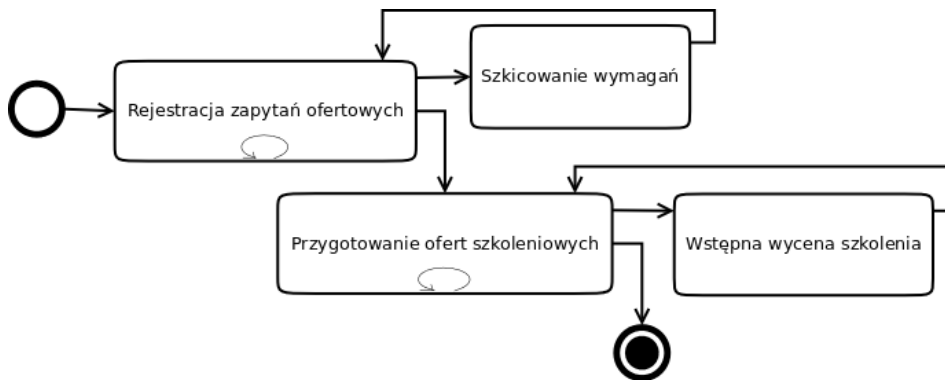 Szkicowanie wymagań
Rejestracja zapytań ofertowych
Przygotowanie ofert szkoleniowych
Wstępna wycena szkolenia